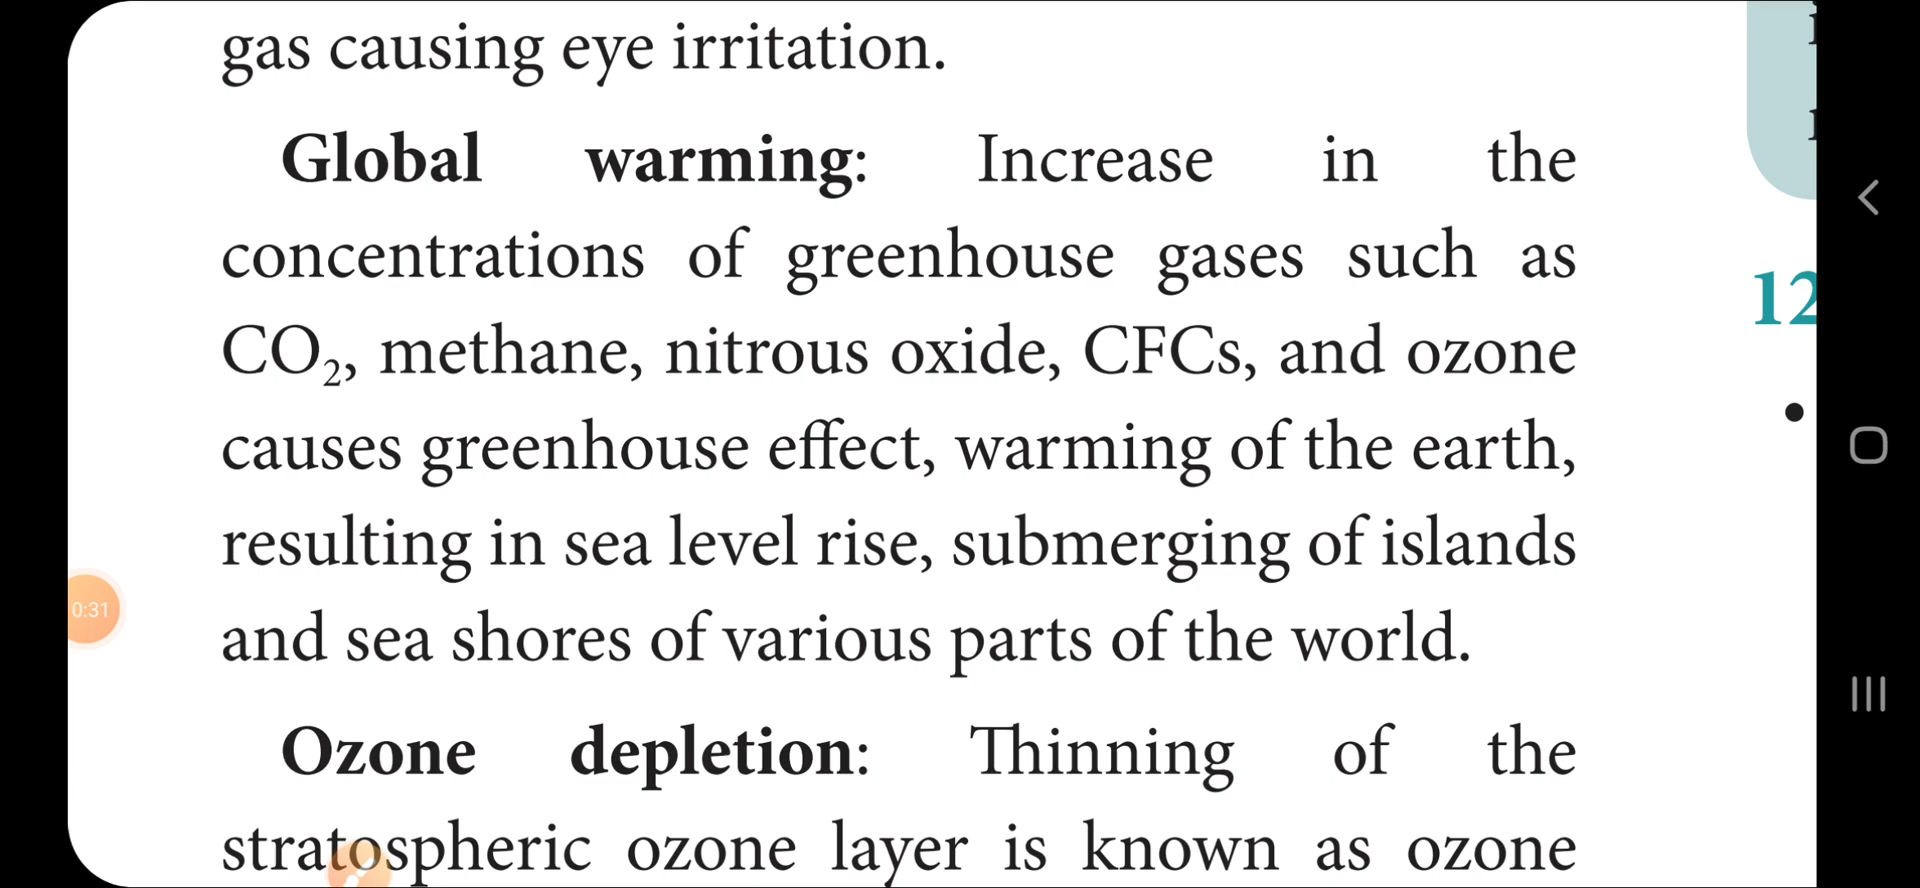 gas causing eye irritation.
Global warming: Increase in the
concentrations of greenhouse gases such as
CO₂, methane, nitrous oxide, CFCs, and ozone
causes greenhouse effect, warming of the earth,
resulting in sea level rise, submerging of islands
and sea shores of various parts of the world.
Ozone depletion: Thinning of the
stratospheric ozone layer is known as ozone
12
•
0:31